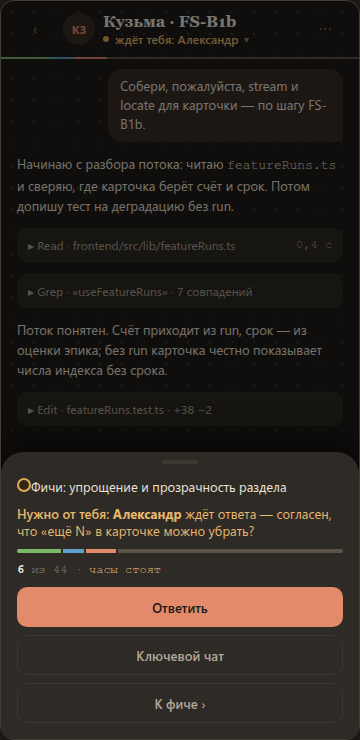 ‹ КЗ Кузьма · FS-B1b ···
ждёт тебя: Александр ▾
Собери, пожалуйста, stream и
locate для карточки — по шагу FS-
B1b.
Начинаю с разбора потока: читаю featureRuns.ts
и сверяю, где карточка берёт счёт и срок. Потом
допишу тест на деградацию без run.
▸ Read · frontend/src/lib/featureRuns.ts 0,4 с
▸ Grep · «useFeatureRuns» · 7 совпадений
Поток понятен. Счёт приходит из run, срок — из
оценки эпика; без run карточка честно показывает
числа индекса без срока.
▸ Edit · featureRuns.test.ts · +38 −2
Фичи: упрощение и прозрачность раздела
Нужно от тебя: Александр ждёт ответа — согласен,
что «ещё N» в карточке можно убрать?
6 из 44 · часы стоят
Ответить
Ключевой чат
К фиче ›